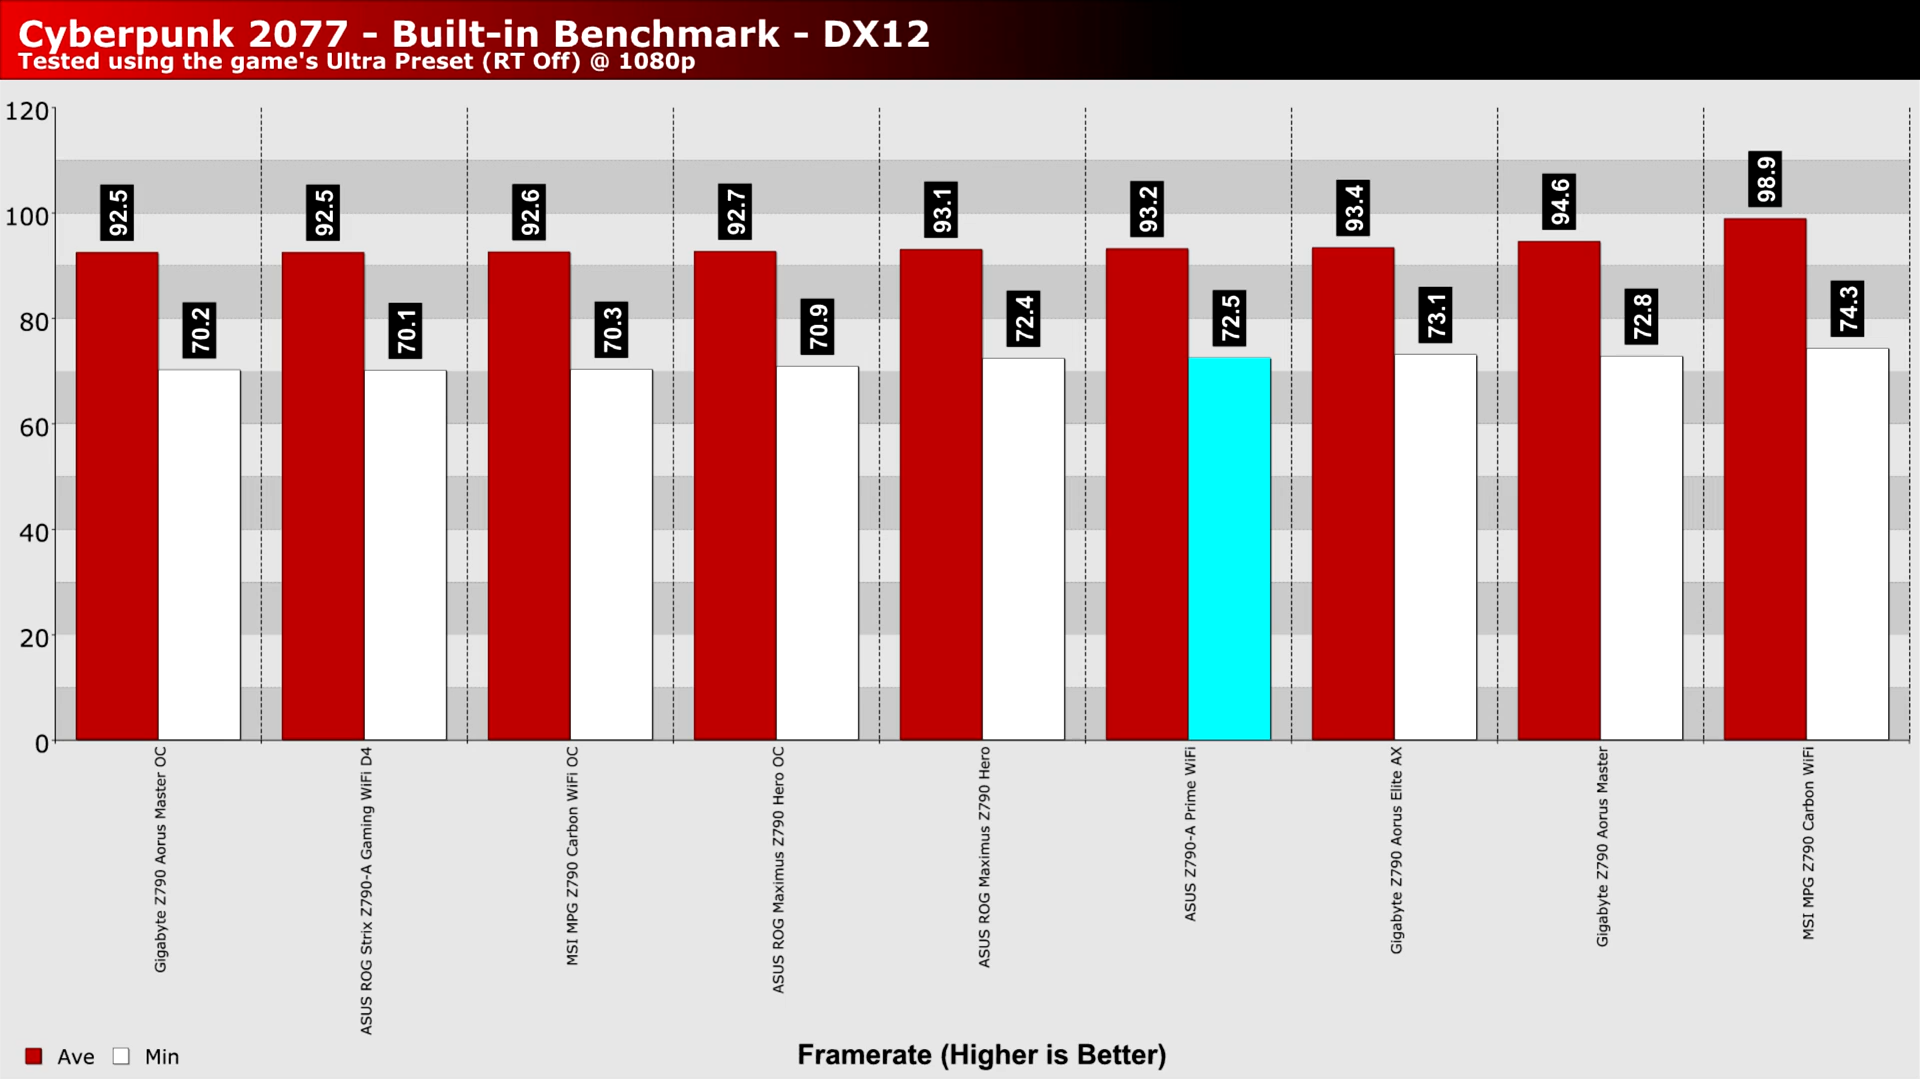 Cyberpunk 2077 - Built-in Benchmark - DX12
Tested using the game's Ultra Preset (RT Off) @ 1080p
120
100
80
60
40
20
0
92.5
70.2
92.5
70.1
92.6
70.3
92.7
70.9
93.1
72.4
93.2
72.5
93.4
73.1
94.6
72.8
98.9
74.3
Gigabyte Z790 Aorus Master OC
ASUS ROG Strix Z790-A Gaming WiFi D4
MSI MPG Z790 Carbon WiFi OC
ASUS ROG Maximus Z790 Hero OC
ASUS ROG Maximus Z790 Hero
ASUS Z790-A Prime WiFi
Gigabyte Z790 Aorus Elite AX
Gigabyte Z790 Aorus Master
MSI MPG Z790 Carbon WiFi
Ave Min
Framerate (Higher is Better)